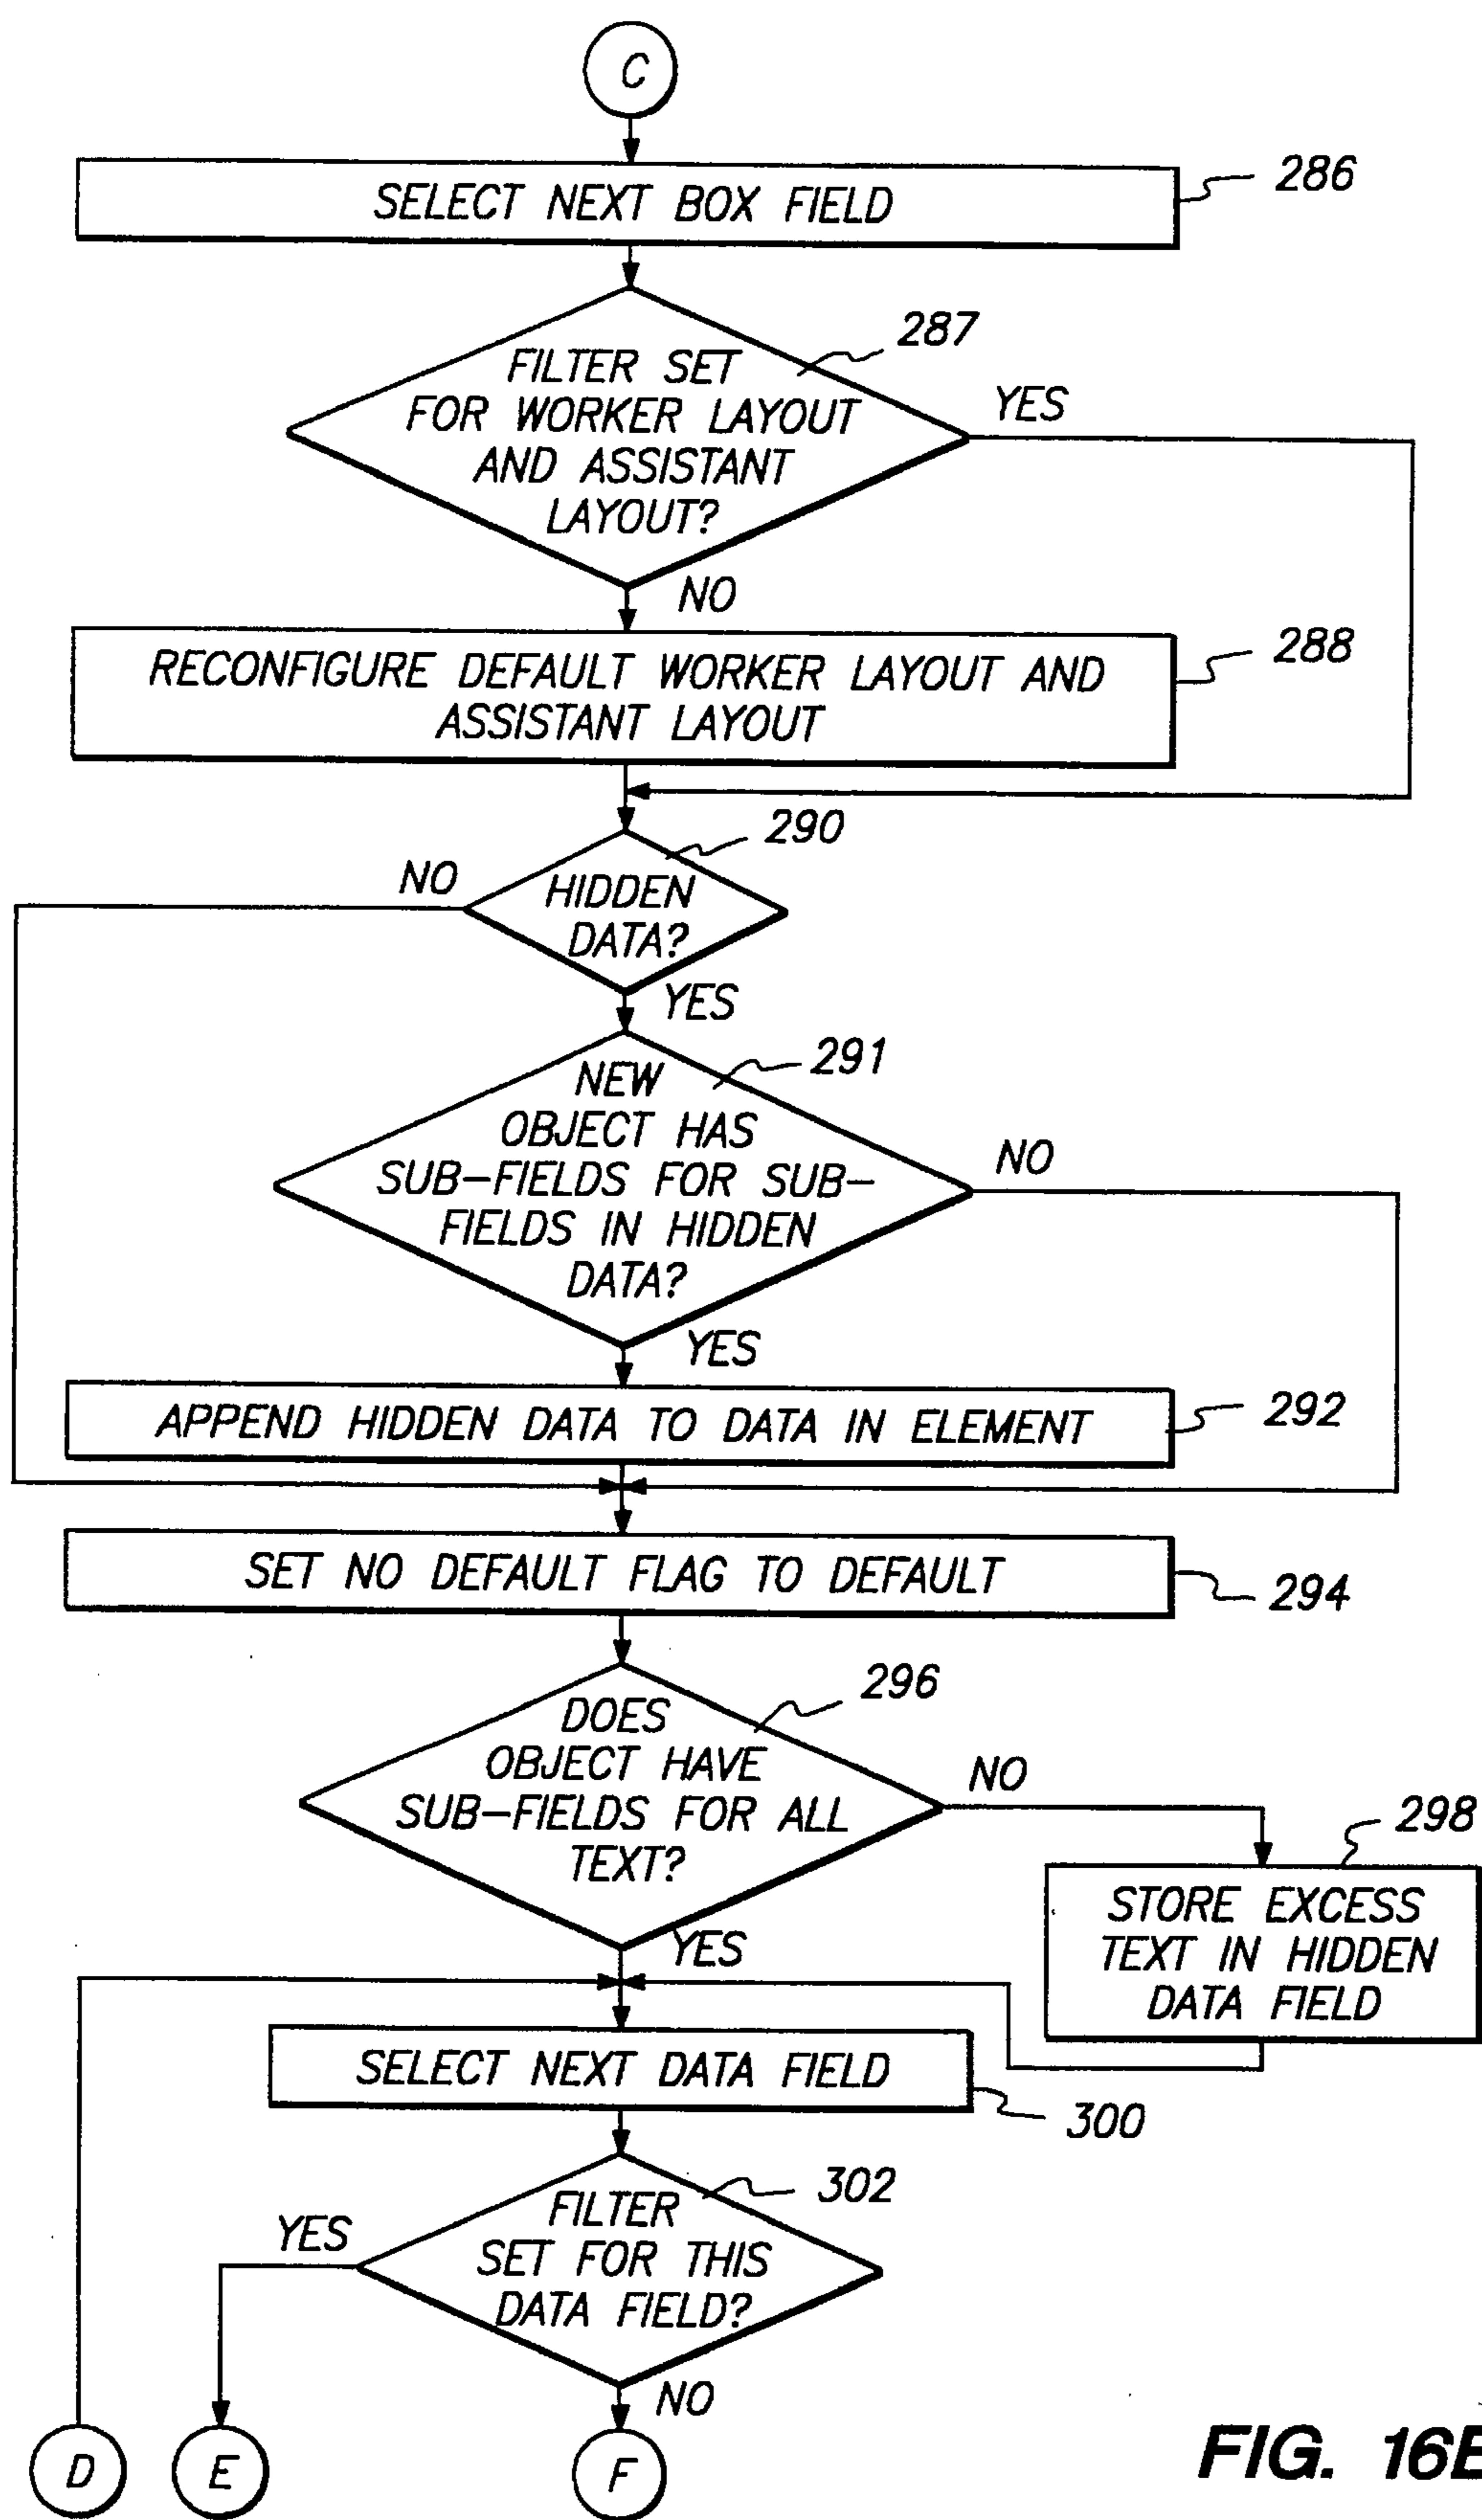 C
SELECT NEXT BOX FIELD
286
287
FILTER SET
FOR WORKER LAYOUT
AND ASSISTANT
LAYOUT?
YES
NO
RECONFIGURE DEFAULT WORKER LAYOUT AND
ASSISTANT LAYOUT
288
290
NO
HIDDEN
DATA?
YES
291
NEW
OBJECT HAS
SUB-FIELDS FOR SUB-
FIELDS IN HIDDEN
DATA?
NO
YES
APPEND HIDDEN DATA TO DATA IN ELEMENT
292
SET NO DEFAULT FLAG TO DEFAULT
294
296
DOES
OBJECT HAVE
SUB-FIELDS FOR ALL
TEXT?
NO
298
STORE EXCESS
TEXT IN HIDDEN
DATA FIELD
YES
SELECT NEXT DATA FIELD
300
302
YES
FILTER
SET FOR THIS
DATA FIELD?
NO
D
E
F
FIG.